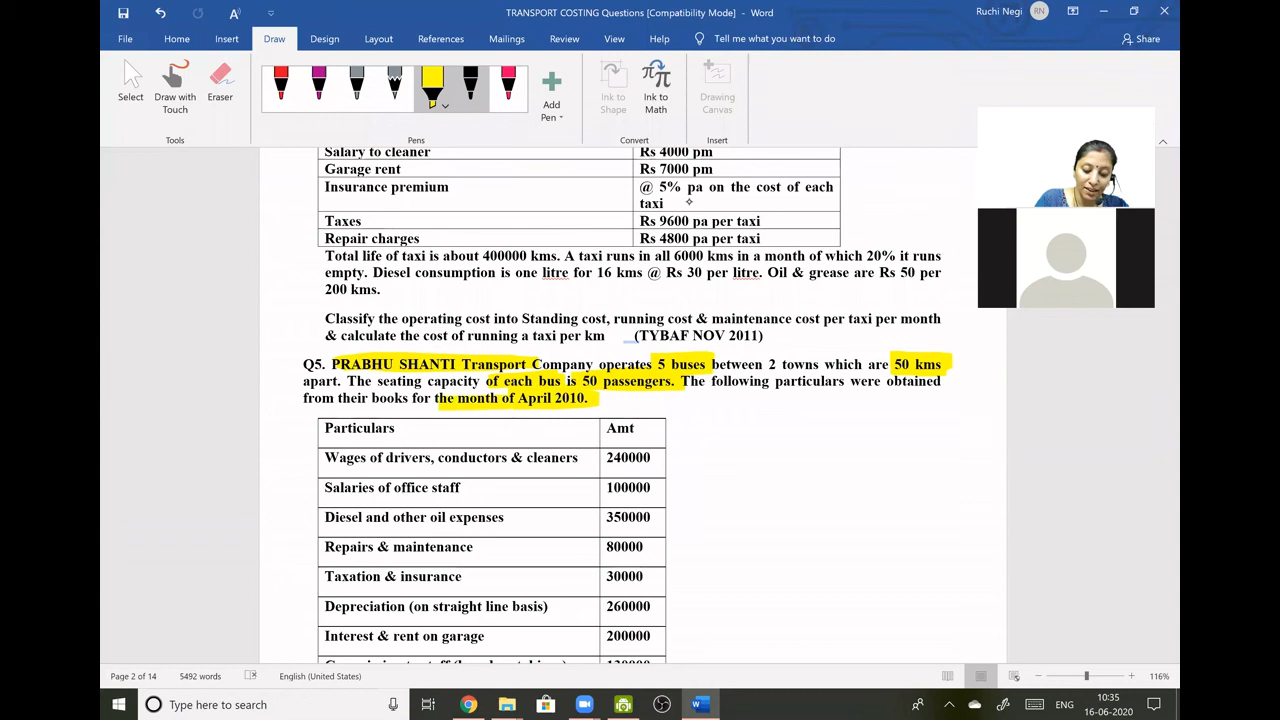 TRANSPORT COSTING Questions [Compatibility Mode] - Word
Ruchi Negi RN
File Home Insert Draw Design Layout References Mailings Review View Help Tell me what you want to do Share
Select Draw with Touch Eraser Add Pen Ink to Shape Ink to Math Drawing Canvas
Tools Pens Convert Insert
Salary to cleaner Rs 4000 pm
Garage rent Rs 7000 pm
Insurance premium @ 5% pa on the cost of each
taxi
Taxes Rs 9600 pa per taxi
Repair charges Rs 4800 pa per taxi
Total life of taxi is about 400000 kms. A taxi runs in all 6000 kms in a month of which 20% it runs
empty. Diesel consumption is one litre for 16 kms @ Rs 30 per litre. Oil & grease are Rs 50 per
200 kms.
Classify the operating cost into Standing cost, running cost & maintenance cost per taxi per month
& calculate the cost of running a taxi per km (TYBAF NOV 2011)
Q5. PRABHU SHANTI Transport Company operates 5 buses between 2 towns which are 50 kms
apart. The seating capacity of each bus is 50 passengers. The following particulars were obtained
from their books for the month of April 2010.
Particulars Amt
Wages of drivers, conductors & cleaners 240000
Salaries of office staff 100000
Diesel and other oil expenses 350000
Repairs & maintenance 80000
Taxation & insurance 30000
Depreciation (on straight line basis) 260000
Interest & rent on garage 200000
Page 2 of 14 5492 words English (United States) 116%
Type here to search
ENG
10:35
16-06-2020